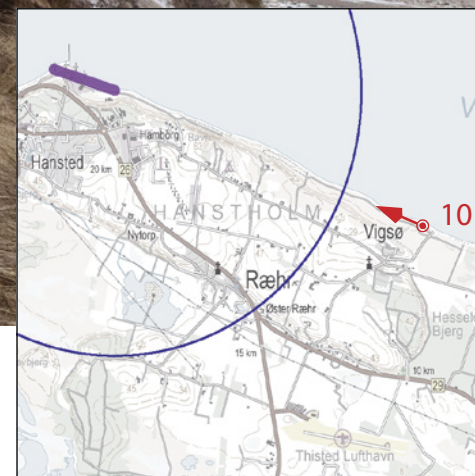 V
Hamborg
Hansted
20 km
26
HANSTHOLM
10
Vigsø
Nytorp
Ræhr
Øster Ræhr
Hassel
Bjerg
15 km
10 km
29
Thisted Lufthavn